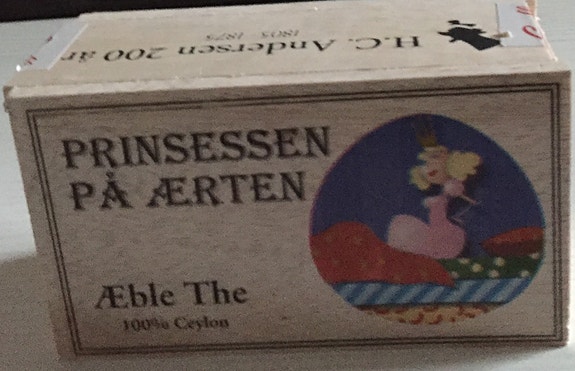 H.C. Andersen 200 år
1805 - 1875
PRINSESSEN
PÅ ÆRTEN
Æble The
100% Ceylon